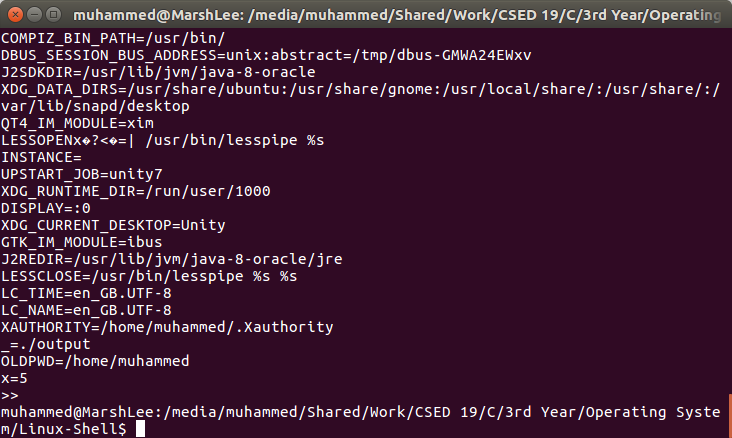 muhammed@MarshLee: /media/muhammed/Shared/Work/CSED 19/C/3rd Year/Operating
COMPIZ_BIN_PATH=/usr/bin/
DBUS_SESSION_BUS_ADDRESS=unix:abstract=/tmp/dbus-GMWA24EWxv
J2SDKDIR=/usr/lib/jvm/java-8-oracle
XDG_DATA_DIRS=/usr/share/ubuntu:/usr/share/gnome:/usr/local/share/:/usr/share/:/
var/lib/snapd/desktop
QT4_IM_MODULE=xim
LESSOPENx�?<�=| /usr/bin/lesspipe %s
INSTANCE=
UPSTART_JOB=unity7
XDG_RUNTIME_DIR=/run/user/1000
DISPLAY=:0
XDG_CURRENT_DESKTOP=Unity
GTK_IM_MODULE=ibus
J2REDIR=/usr/lib/jvm/java-8-oracle/jre
LESSCLOSE=/usr/bin/lesspipe %s %s
LC_TIME=en_GB.UTF-8
LC_NAME=en_GB.UTF-8
XAUTHORITY=/home/muhammed/.Xauthority
_=./output
OLDPWD=/home/muhammed
x=5
>>
muhammed@MarshLee:/media/muhammed/Shared/Work/CSED 19/C/3rd Year/Operating Syste
m/Linux-Shell$